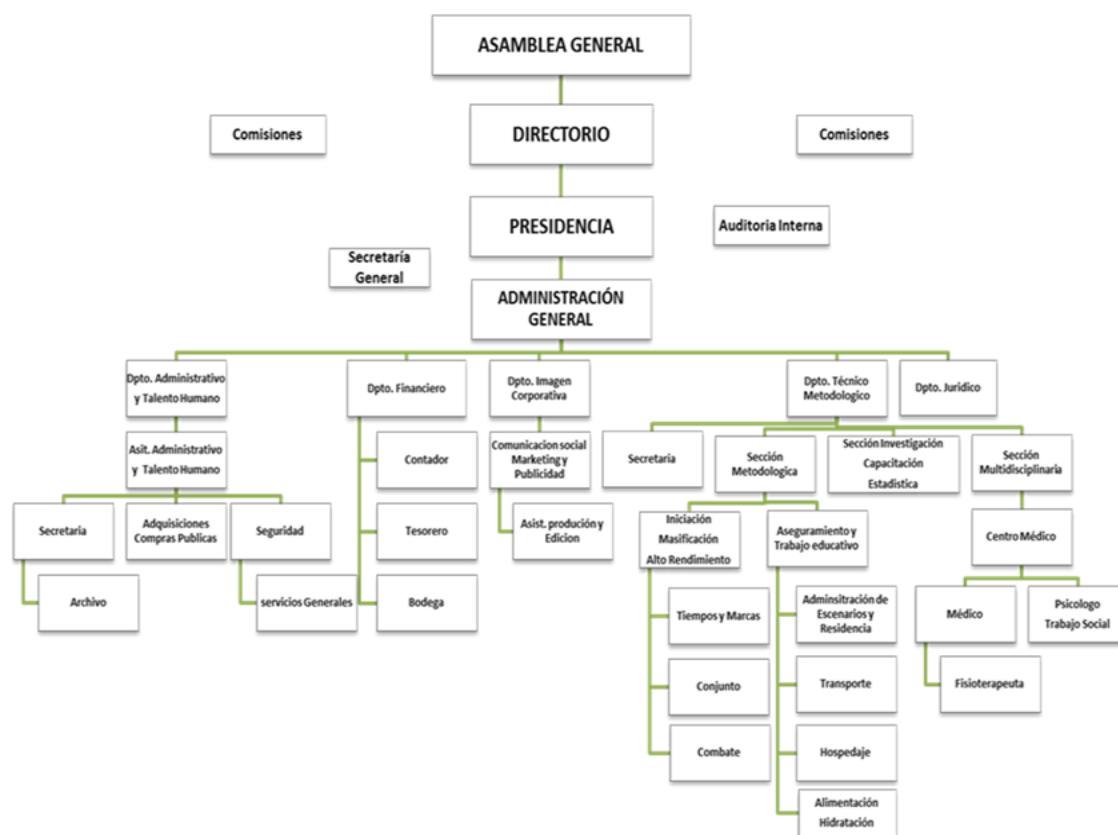 ASAMBLEA GENERAL
Comisiones
DIRECTORIO
Comisiones
PRESIDENCIA
Auditoria Interna
Secretaría
General
ADMINISTRACIÓN
GENERAL
Dpto. Administrativo
y Talento Humano
Dpto. Financiero
Dpto. Imagen
Corporativa
Dpto. Técnico
Metodologico
Dpto. Juridico
Asit. Administrativo
y Talento Humano
Contador
Comunicacion social
Marketing y
Publicidad
Secretaria
Sección
Metodologica
Sección Investigación
Capacitación
Estadistica
Sección
Multidisciplinaria
Secretaria
Adquisiciones
Compras Publicas
Seguridad
Tesorero
Asist. produción y
Edicion
Iniciación
Masificación
Alto Rendimiento
Aseguramiento y
Trabajo educativo
Centro Médico
Archivo
servicios Generales
Bodega
Tiempos y Marcas
Adminsitración de
Escenarios y
Residencia
Médico
Psicologo
Trabajo Social
Conjunto
Transporte
Fisioterapeuta
Combate
Hospedaje
Alimentación
Hidratación